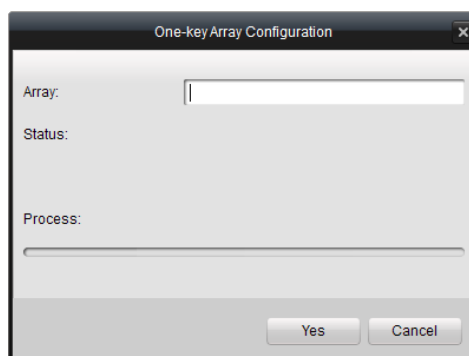 One-key Array Configuration
Array:
Status:
Process:
Yes
Cancel